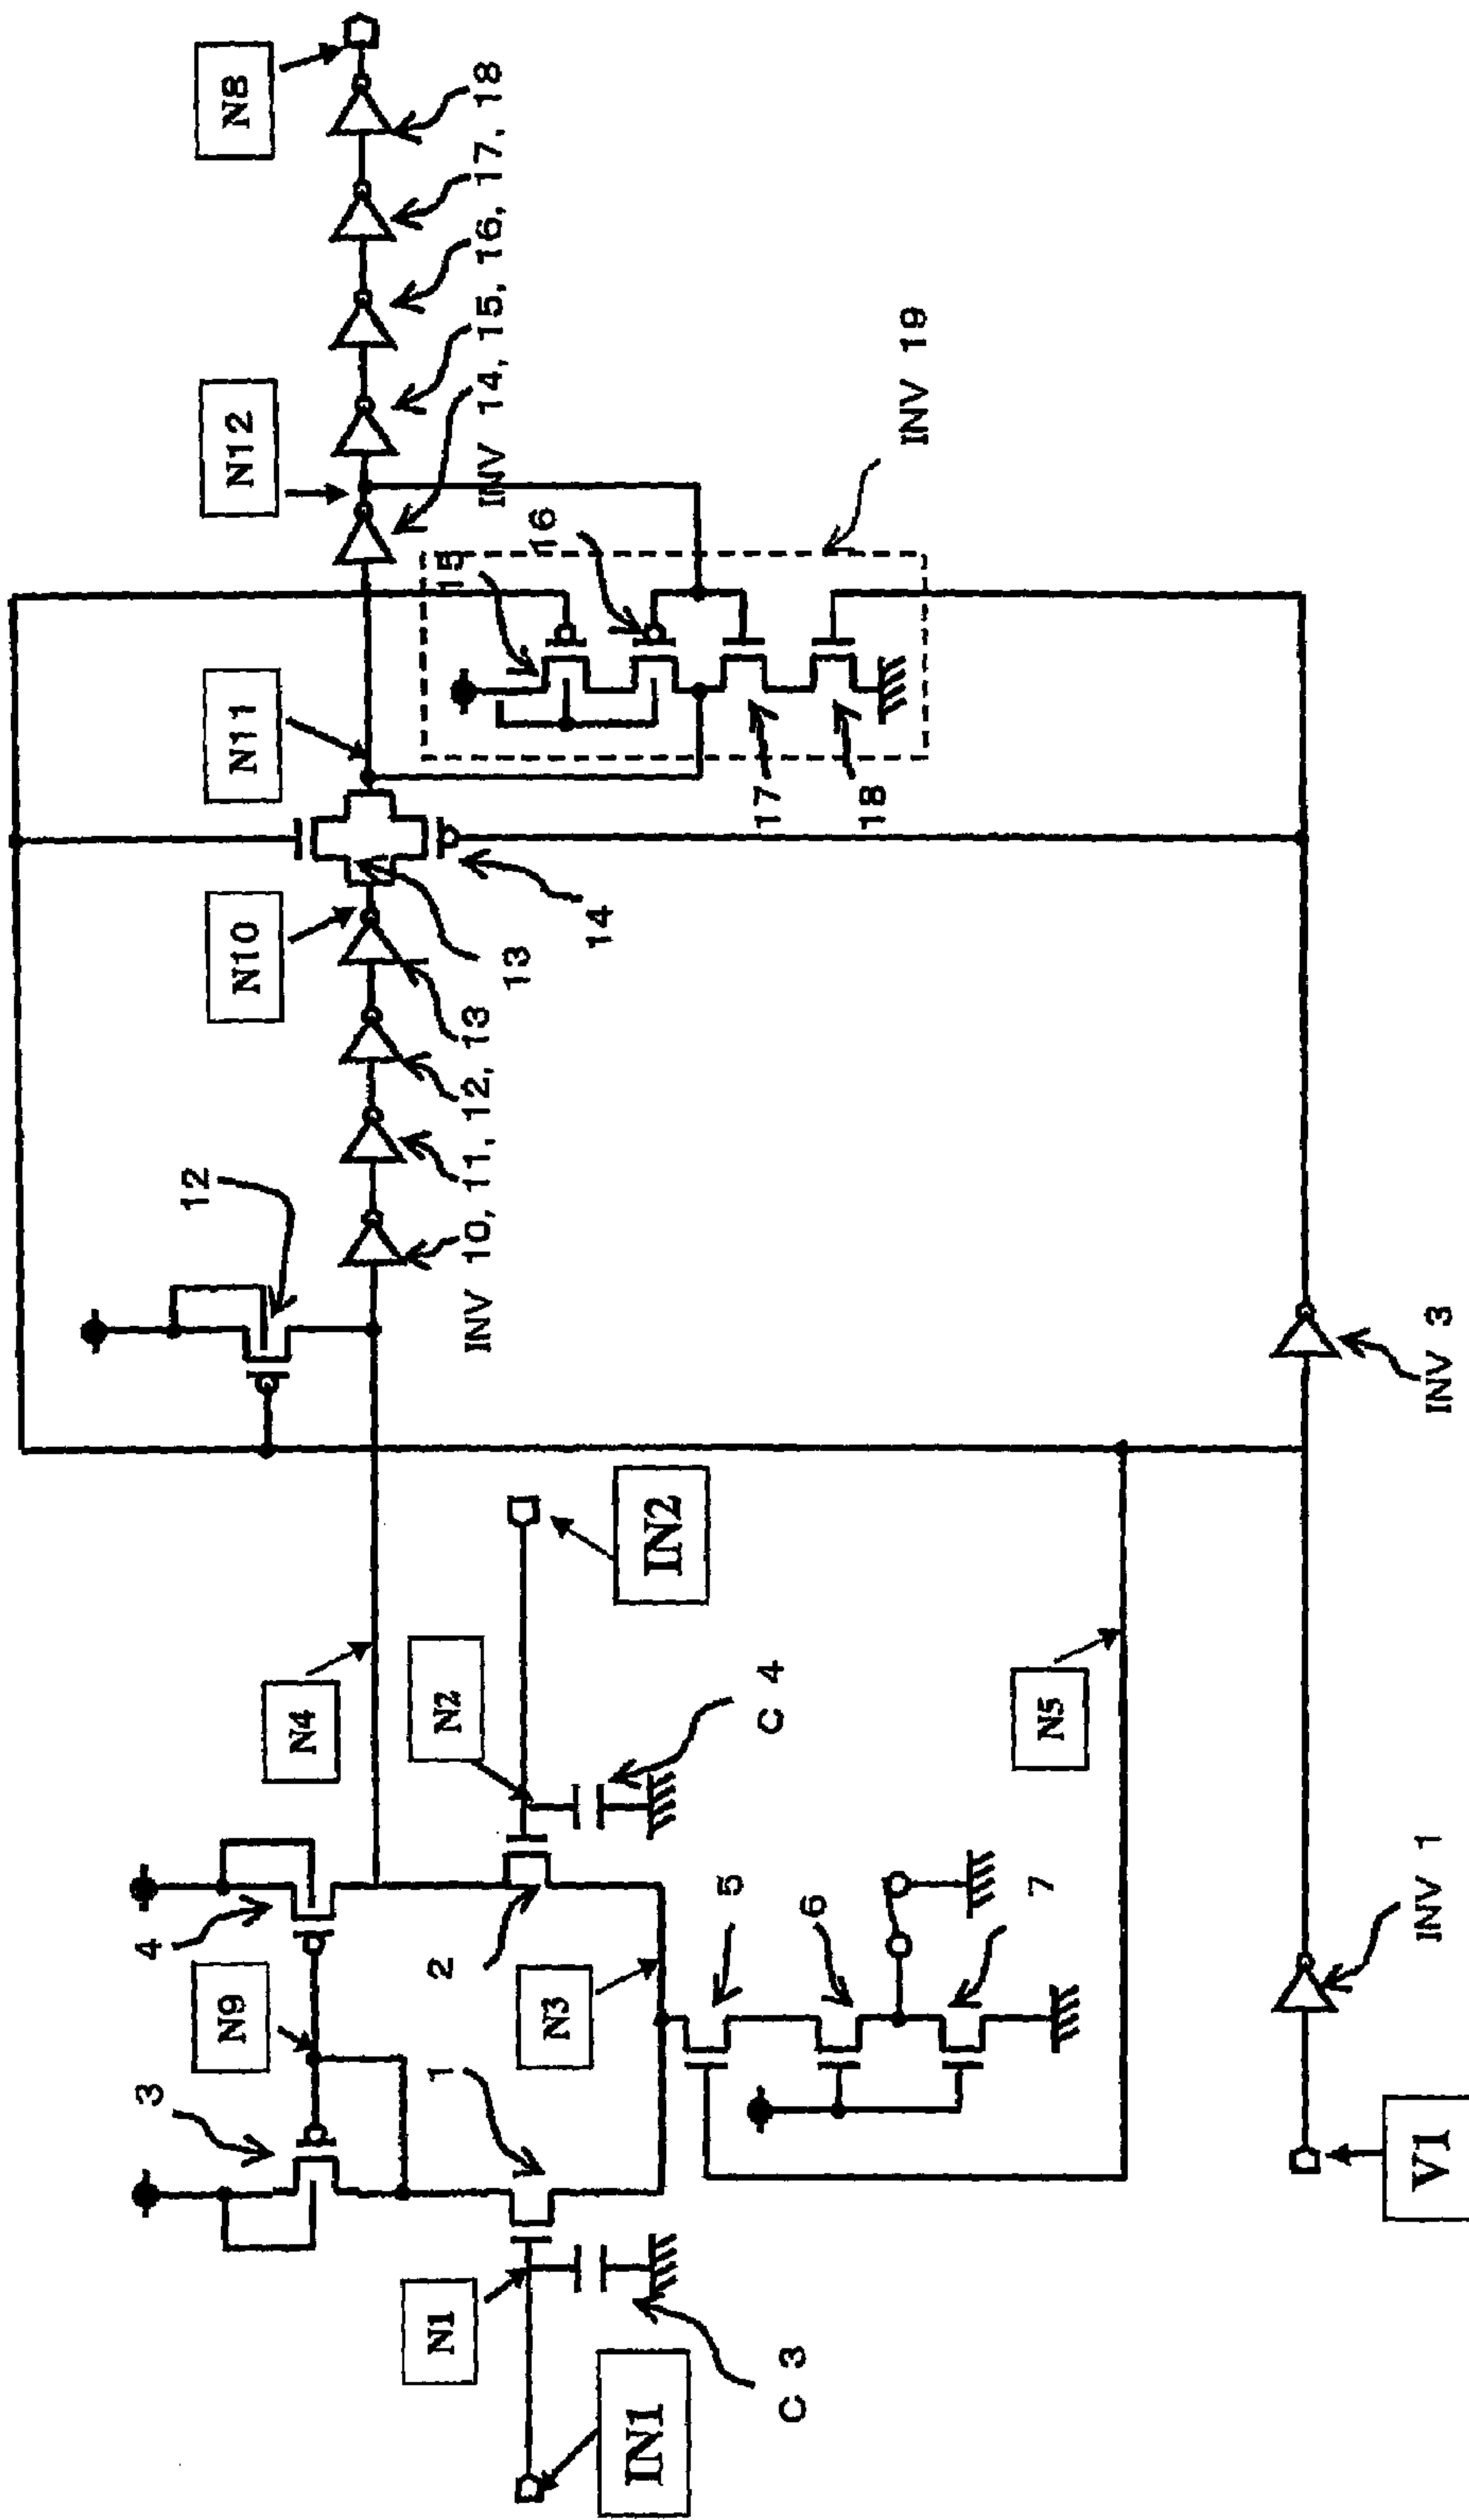 N8
N12
INV 14, 15, 16, 17, 18
N11
15
16
17
18
INV 19
N10
13
14
12
INV 10, 11, 12, 13
N4
IN2
N2
C 4
N5
INV 3
4
N9
2
N3
5
6
7
3
1
N1
IN1
C 3
INV 1
V1